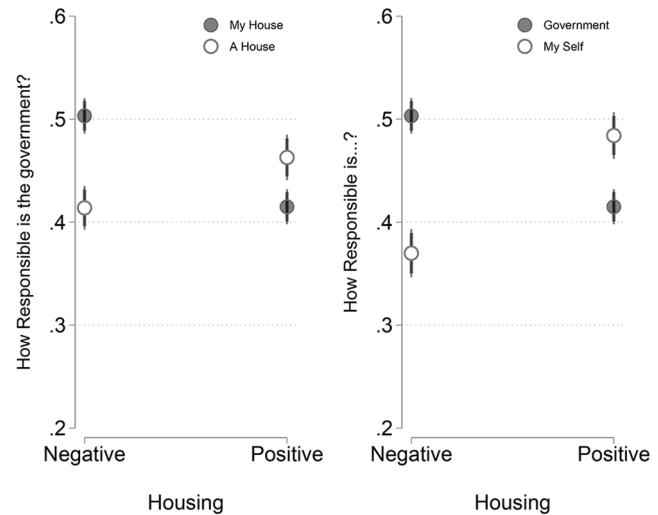 How Responsible is the government?
.6
.5
.4
.3
.2
My House
A House
Negative
Positive
Housing
How Responsible is...?
.6
.5
.4
.3
.2
Government
My Self
Negative
Positive
Housing